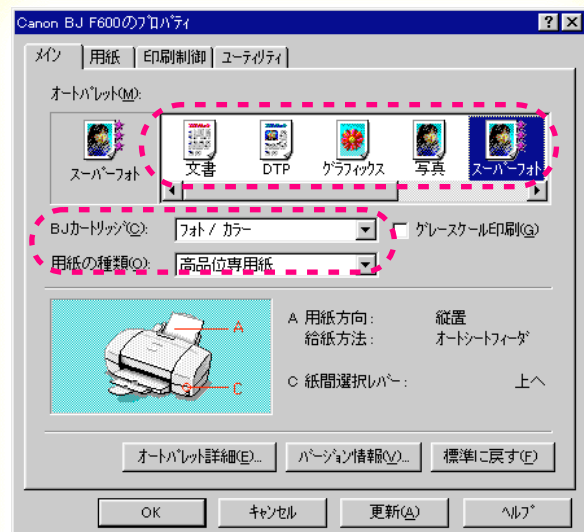 Canon BJ F600のﾌﾟﾛﾊﾟﾃｨ
ﾒｲﾝ 用紙 印刷制御 ﾕｰﾃｨﾘﾃｨ
ｵｰﾄﾊﾟﾚｯﾄ(M):
ｽｰﾊﾟｰﾌｫﾄ
文書 DTP ｸﾞﾗﾌｨｯｸｽ 写真 ｽｰﾊﾟｰﾌｫﾄ
BJｶｰﾄﾘｯｼﾞ(C): ﾌｫﾄ / ｶﾗｰ ｸﾞﾚｰｽｹｰﾙ印刷(G)
用紙の種類(O): 高品位専用紙
A
C
A 用紙方向: 縦置
給紙方法: ｵｰﾄｼｰﾄﾌｨｰﾀﾞ
C 紙間選択ﾚﾊﾞｰ: 上へ
ｵｰﾄﾊﾟﾚｯﾄ詳細(E)... ﾊﾞｰｼﾞｮﾝ情報(V)... 標準に戻す(F)
OK ｷｬﾝｾﾙ 更新(A) ﾍﾙﾌﾟ